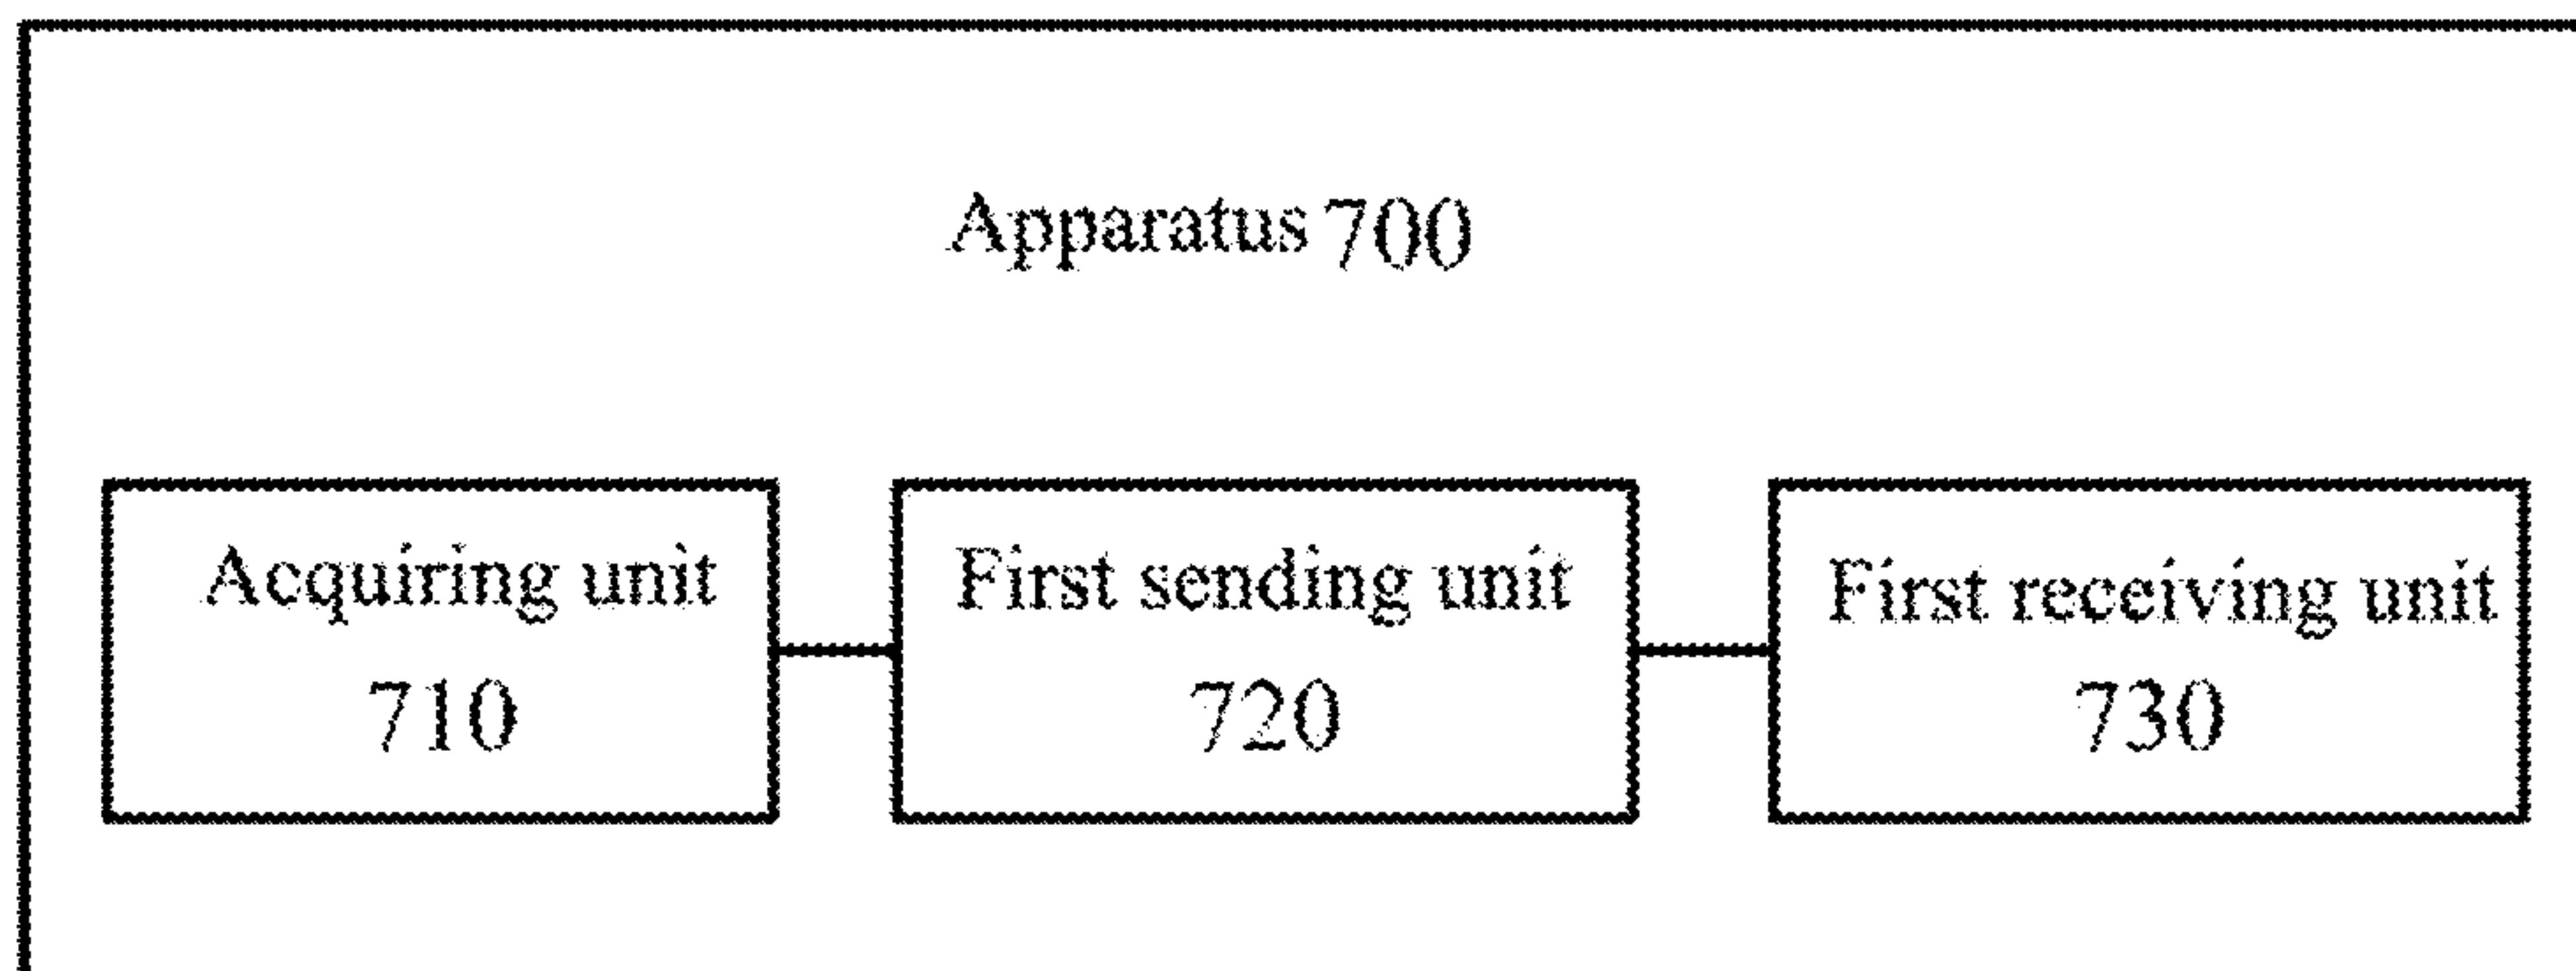 Apparatus 700
Acquiring unit
710
First sending unit
720
First receiving unit
730